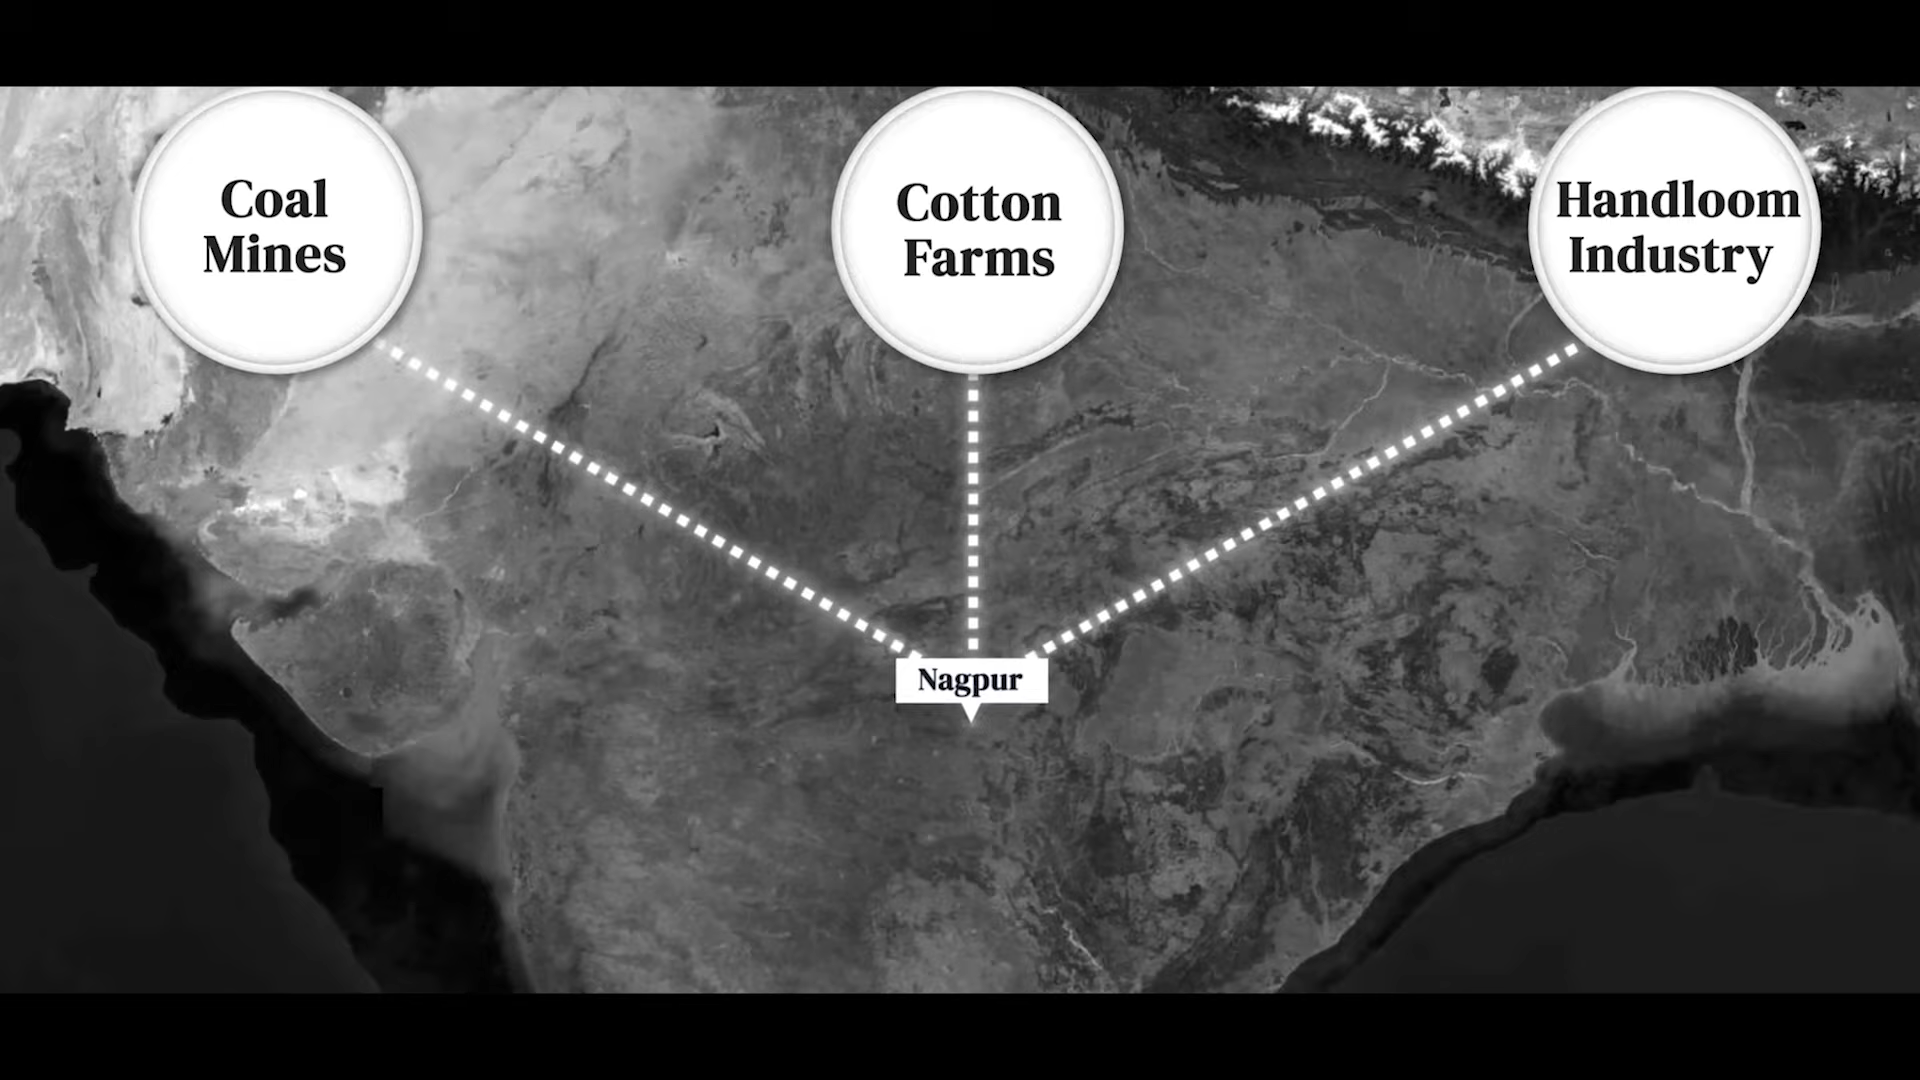 Coal
Mines
Cotton
Farms
Handloom
Industry
Nagpur